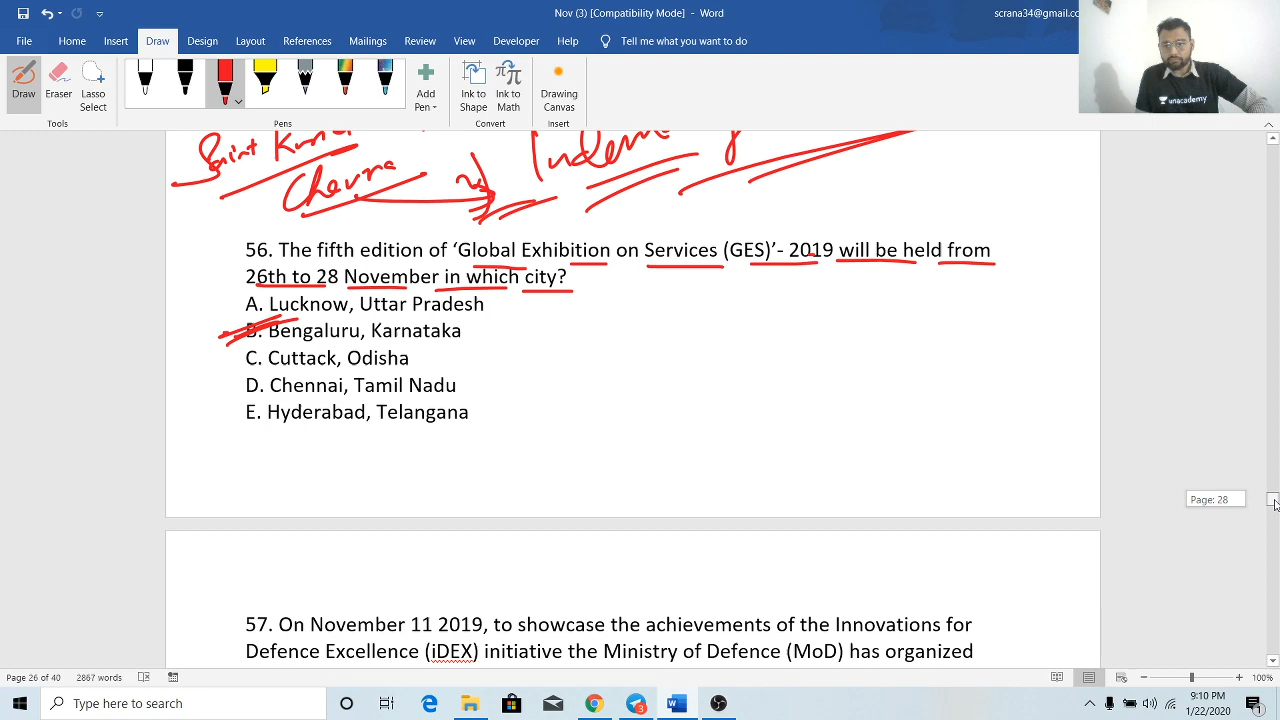 Nov (3) [Compatibility Mode] - Word
scrana34@gmail.co
File Home Insert Draw Design Layout References Mailings Review View Developer Help Tell me what you want to do
Draw Eraser Lasso Select Add Pen Ink to Shape Ink to Math Drawing Canvas
Tools Pens Convert Insert
unacademy
56. The fifth edition of ‘Global Exhibition on Services (GES)’- 2019 will be held from
26th to 28 November in which city?
A. Lucknow, Uttar Pradesh
B. Bengaluru, Karnataka
C. Cuttack, Odisha
D. Chennai, Tamil Nadu
E. Hyderabad, Telangana
Page: 28
57. On November 11 2019, to showcase the achievements of the Innovations for
Defence Excellence (iDEX) initiative the Ministry of Defence (MoD) has organized
Page 26 of 40 2867 words 100%
Type here to search
3
9:10 PM
1/22/2020
1